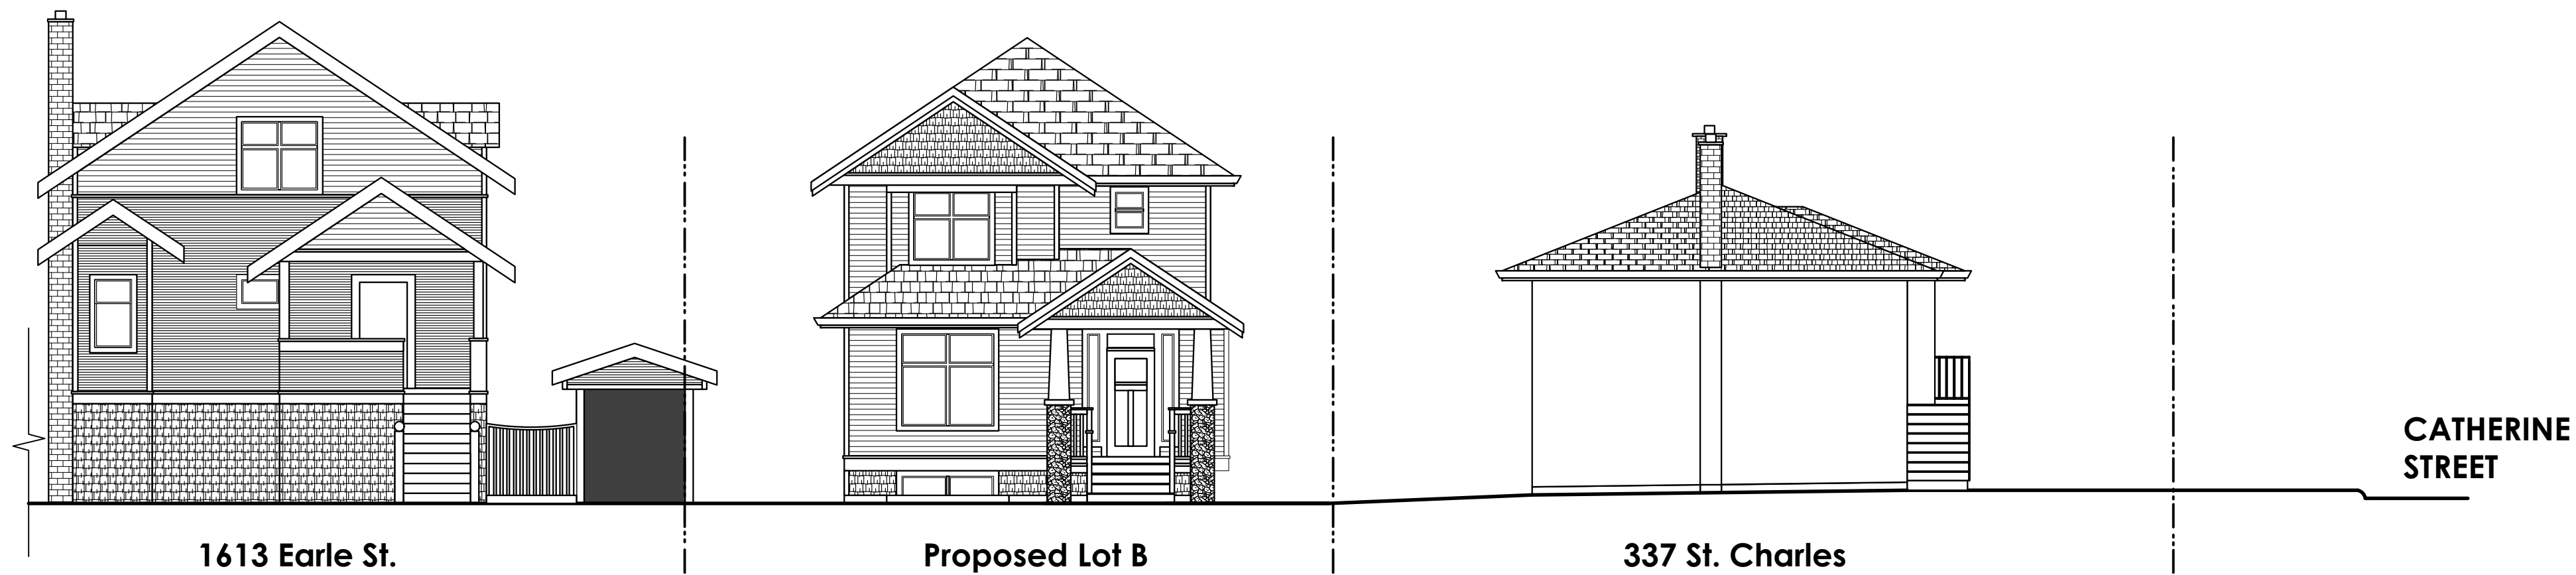 CATHERINE
STREET
1613 Earle St.
Proposed Lot B
337 St. Charles